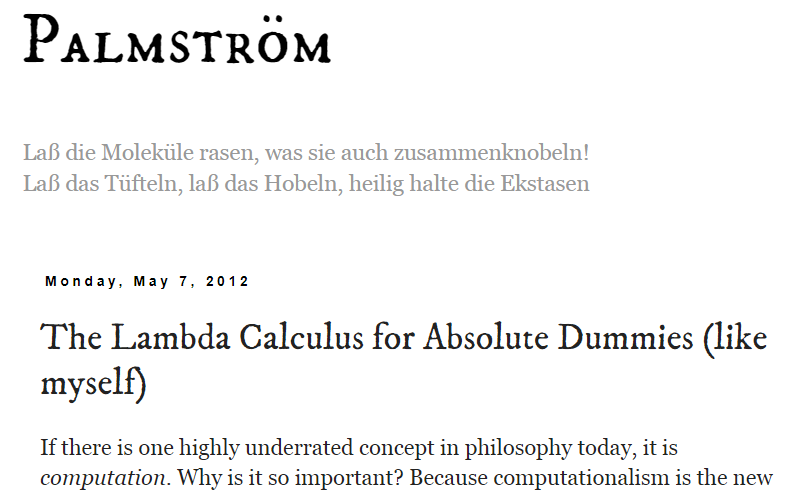 Palmström
Laß die Moleküle rasen, was sie auch zusammenknobeln!
Laß das Tüfteln, laß das Hobeln, heilig halte die Ekstasen
Monday, May 7, 2012
The Lambda Calculus for Absolute Dummies (like
myself)
If there is one highly underrated concept in philosophy today, it is
computation. Why is it so important? Because computationalism is the new